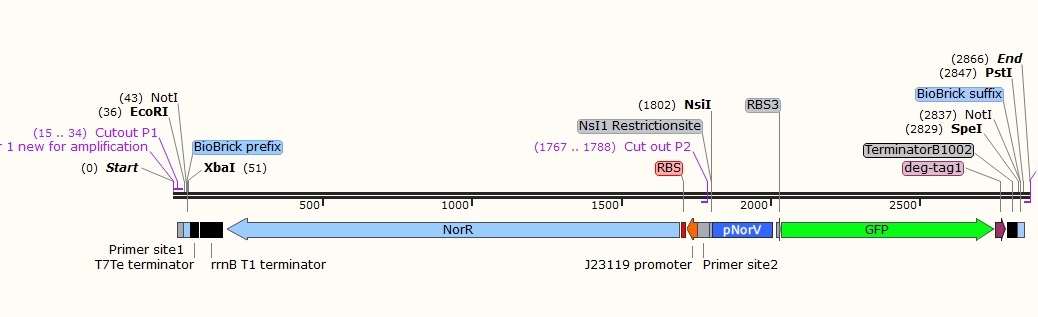 (2866) End
(2847) PstI
(43) NotI
BioBrick suffix
(36) EcoRI
(1802) NsiI
RBS3
(2837) NotI
(15 .. 34) Cutout P1
NsI1 Restrictionsite
(2829) SpeI
r 1 new for amplification
BioBrick prefix
(1767 .. 1788) Cut out P2
TerminatorB1002
(0) Start
XbaI (51)
RBS
deg-tag1
500
1000
1500
2000
2500
NorR
pNorV
GFP
Primer site1
T7Te terminator
rrnB T1 terminator
J23119 promoter
Primer site2